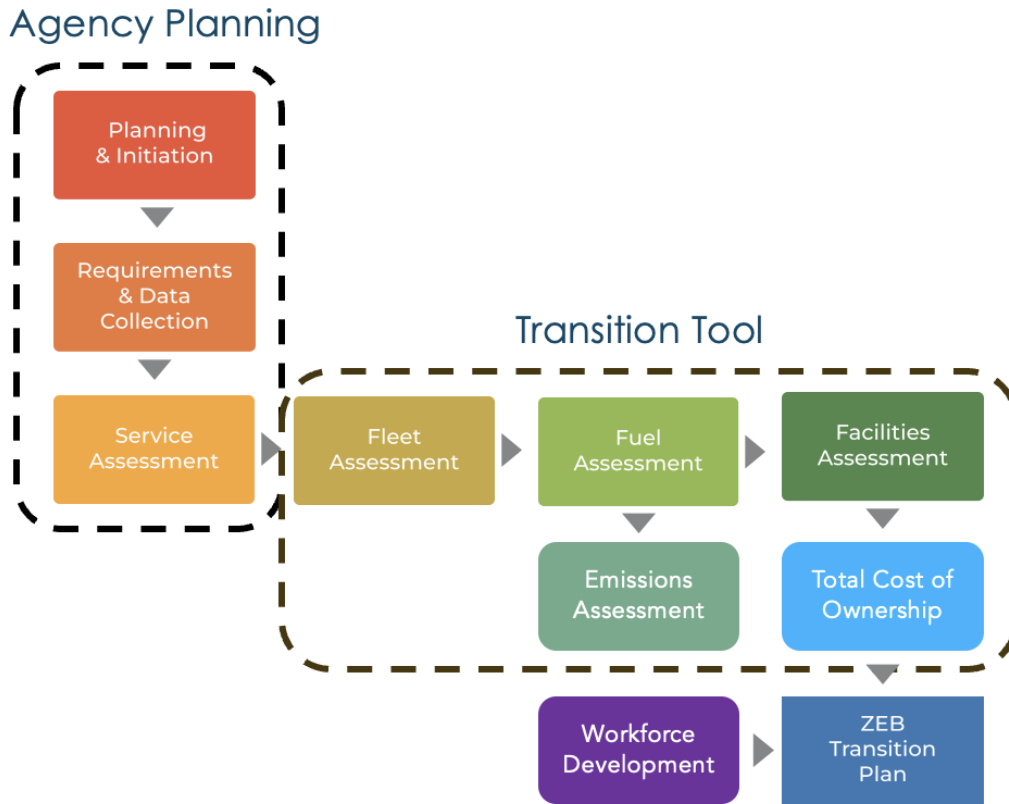 Agency Planning
Planning
& Initiation
Requirements
& Data
Collection
Transition Tool
Service
Assessment
Fleet
Assessment
Fuel
Assessment
Facilities
Assessment
Emissions
Assessment
Total Cost of
Ownership
Workforce
Development
ZEB
Transition
Plan